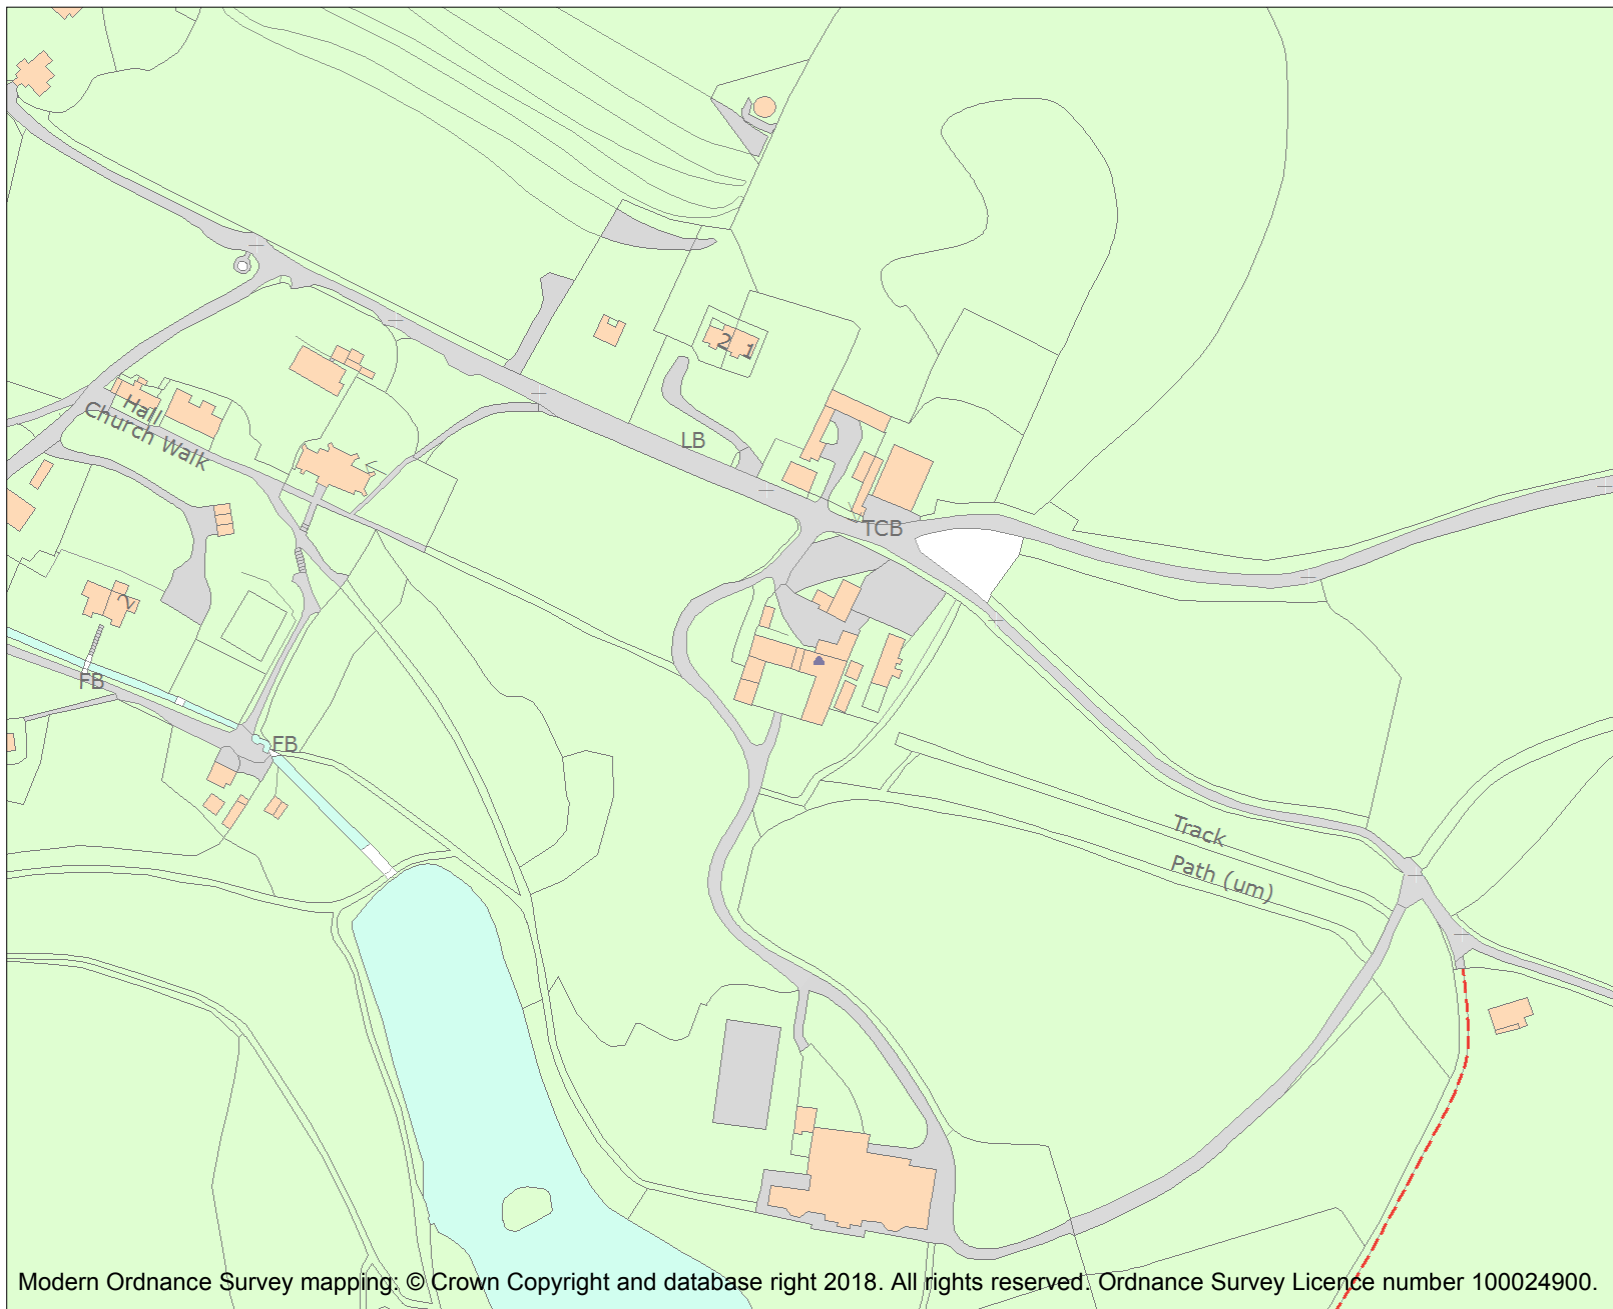 2 1
Hall
Church Walk
LB
TCB
2
FB
FB
Track
Path (um)
Modern Ordnance Survey mapping: © Crown Copyright and database right 2018. All rights reserved. Ordnance Survey Licence number 100024900.